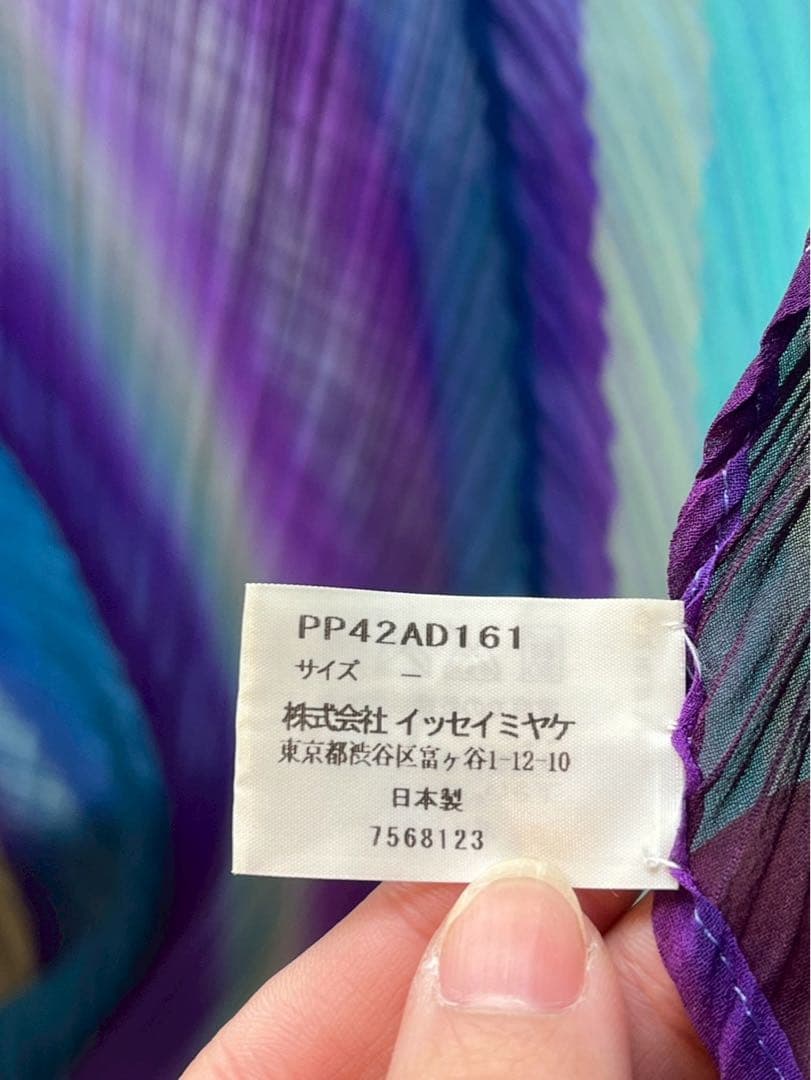 PP42AD161
サイズ －
株式会社 イッセイミヤケ
東京都渋谷区富ヶ谷1-12-10
日本製
7568123